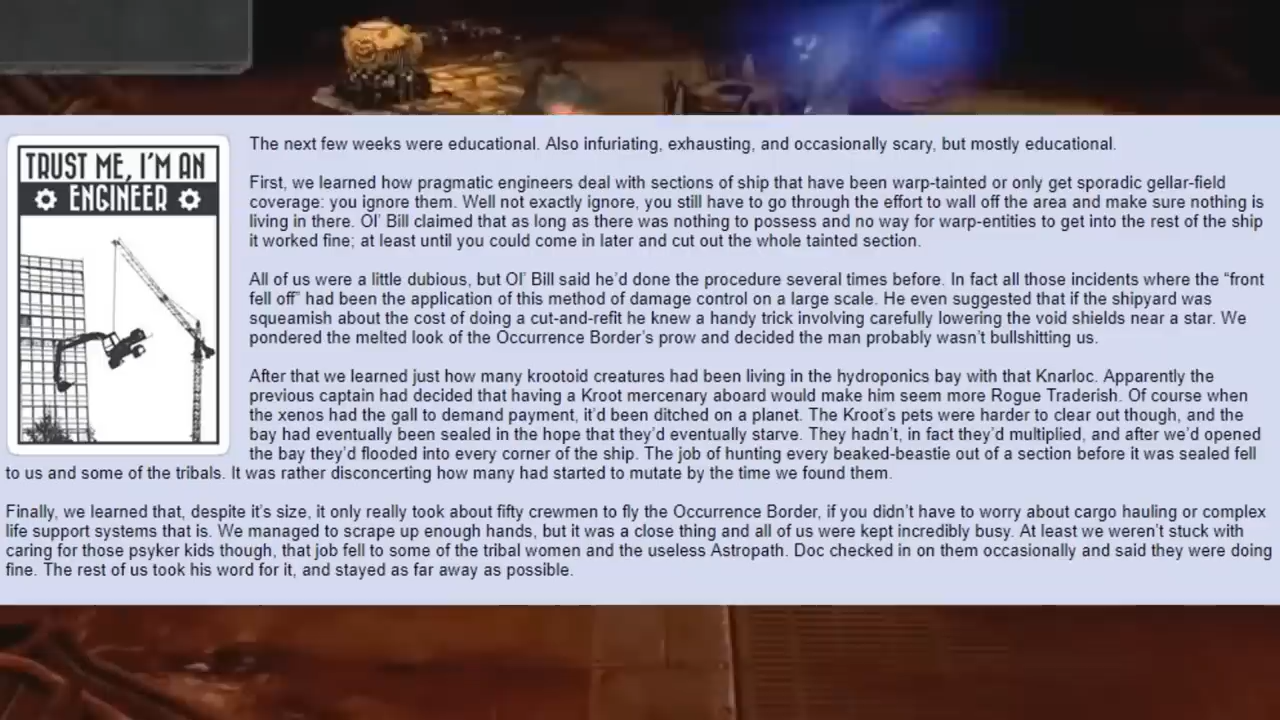 TRUST ME, I'M AN
ENGINEER
The next few weeks were educational. Also infuriating, exhausting, and occasionally scary, but mostly educational.
First, we learned how pragmatic engineers deal with sections of ship that have been warp-tainted or only get sporadic gellar-field
coverage: you ignore them. Well not exactly ignore, you still have to go through the effort to wall off the area and make sure nothing is
living in there. Ol' Bill claimed that as long as there was nothing to possess and no way for warp-entities to get into the rest of the ship
it worked fine; at least until you could come in later and cut out the whole tainted section.
All of us were a little dubious, but Ol' Bill said he'd done the procedure several times before. In fact all those incidents where the "front
fell off" had been the application of this method of damage control on a large scale. He even suggested that if the shipyard was
squeamish about the cost of doing a cut-and-refit he knew a handy trick involving carefully lowering the void shields near a star. We
pondered the melted look of the Occurrence Border's prow and decided the man probably wasn't bullshitting us.
After that we learned just how many krootoid creatures had been living in the hydroponics bay with that Knarloc. Apparently the
previous captain had decided that having a Kroot mercenary aboard would make him seem more Rogue Traderish. Of course when
the xenos had the gall to demand payment, it'd been ditched on a planet. The Kroot's pets were harder to clear out though, and the
bay had eventually been sealed in the hope that they'd eventually starve. They hadn't, in fact they'd multiplied, and after we'd opened
the bay they'd flooded into every corner of the ship. The job of hunting every beaked-beastie out of a section before it was sealed fell
to us and some of the tribals. It was rather disconcerting how many had started to mutate by the time we found them.
Finally, we learned that, despite it's size, it only really took about fifty crewmen to fly the Occurrence Border, if you didn't have to worry about cargo hauling or complex
life support systems that is. We managed to scrape up enough hands, but it was a close thing and all of us were kept incredibly busy. At least we weren't stuck with
caring for those psyker kids though, that job fell to some of the tribal women and the useless Astropath. Doc checked in on them occasionally and said they were doing
fine. The rest of us took his word for it, and stayed as far away as possible.